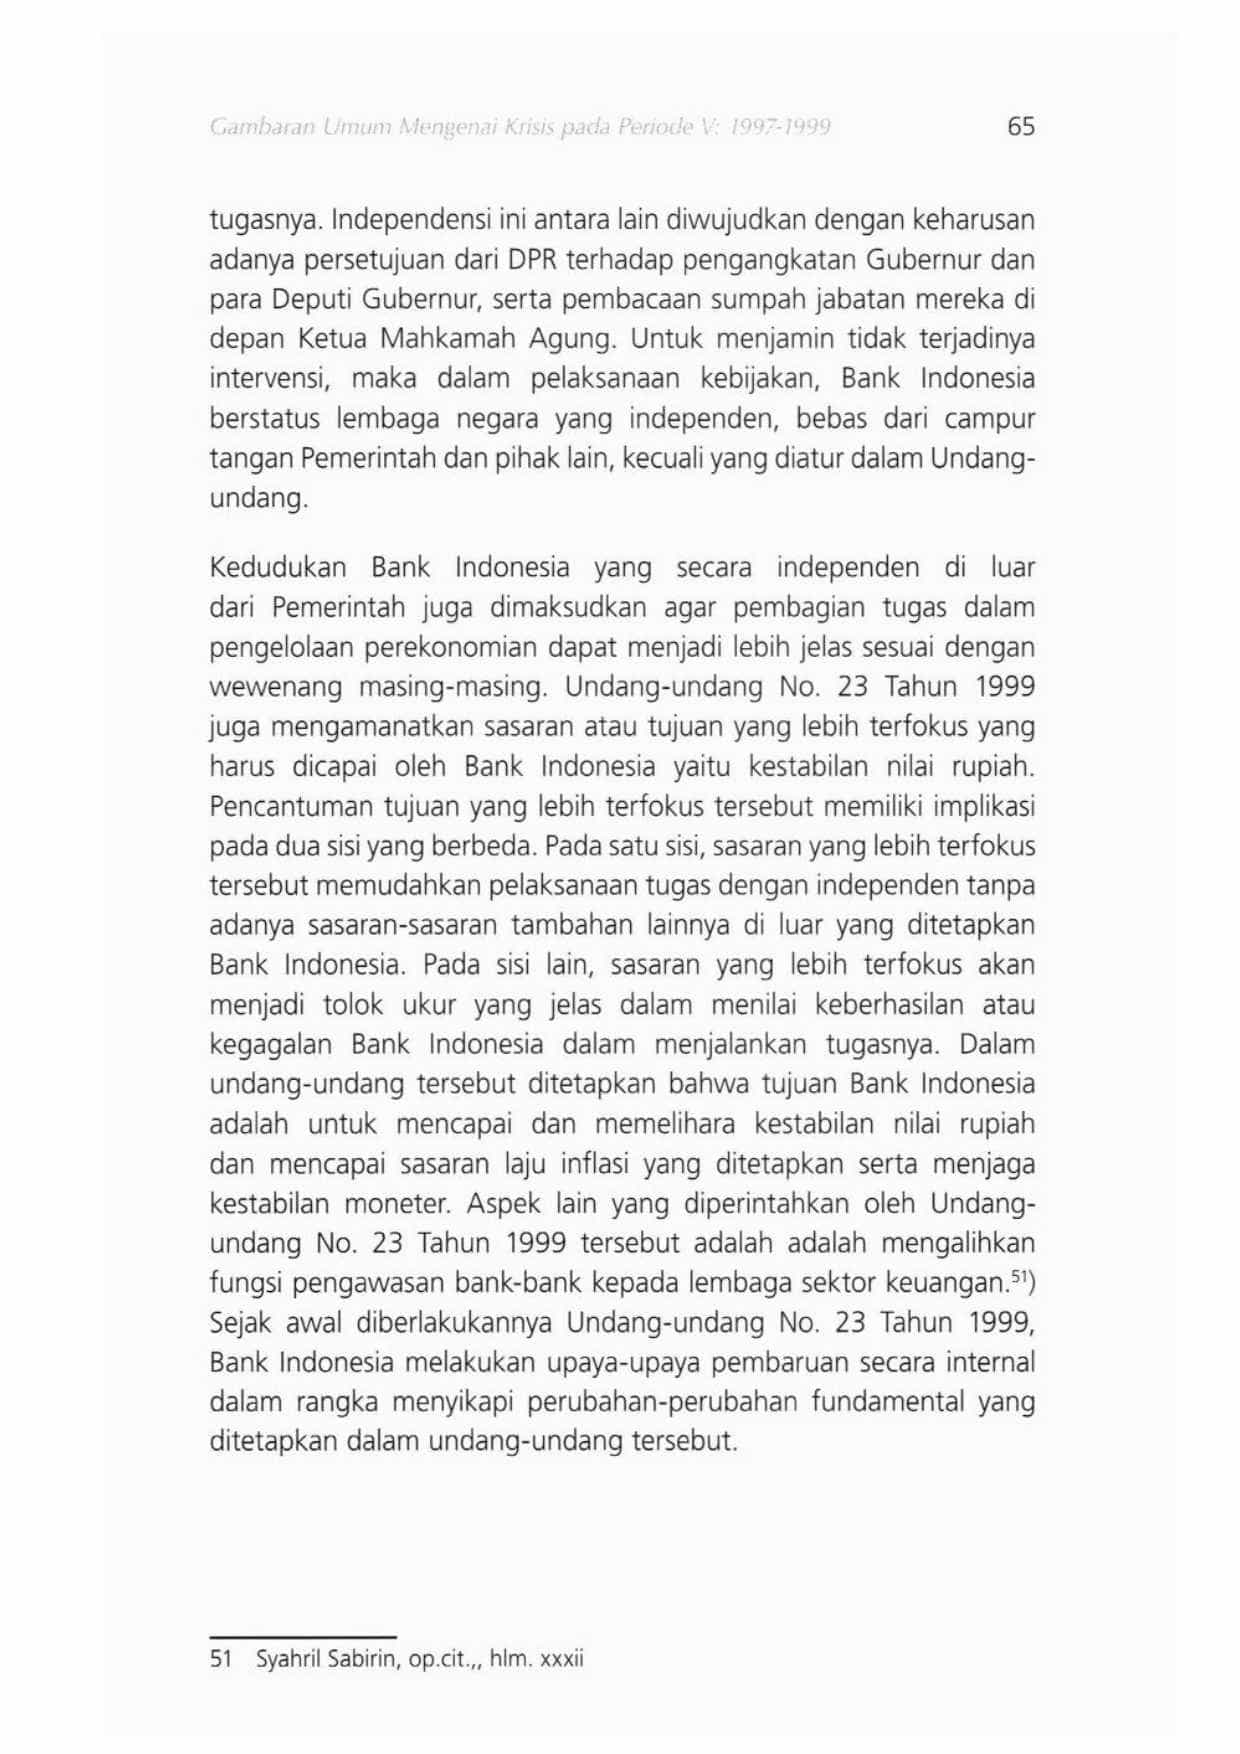 Gambaran Umum Mengenai Krisis pada Periode V: 1997-1999 65
tugasnya. Independensi ini antara lain diwujudkan dengan keharusan
adanya persetujuan dari DPR terhadap pengangkatan Gubernur dan
para Deputi Gubernur, serta pembacaan sumpah jabatan mereka di
depan Ketua Mahkamah Agung. Untuk menjamin tidak terjadinya
intervensi, maka dalam pelaksanaan kebijakan, Bank Indonesia
berstatus lembaga negara yang independen, bebas dari campur
tangan Pemerintah dan pihak lain, kecuali yang diatur dalam Undang-
undang.
Kedudukan Bank Indonesia yang secara independen di luar
dari Pemerintah juga dimaksudkan agar pembagian tugas dalam
pengelolaan perekonomian dapat menjadi lebih jelas sesuai dengan
wewenang masing-masing. Undang-undang No. 23 Tahun 1999
juga mengamanatkan sasaran atau tujuan yang lebih terfokus yang
harus dicapai oleh Bank Indonesia yaitu kestabilan nilai rupiah.
Pencantuman tujuan yang lebih terfokus tersebut memiliki implikasi
pada dua sisi yang berbeda. Pada satu sisi, sasaran yang lebih terfokus
tersebut memudahkan pelaksanaan tugas dengan independen tanpa
adanya sasaran-sasaran tambahan lainnya di luar yang ditetapkan
Bank Indonesia. Pada sisi lain, sasaran yang lebih terfokus akan
menjadi tolok ukur yang jelas dalam menilai keberhasilan atau
kegagalan Bank Indonesia dalam menjalankan tugasnya. Dalam
undang-undang tersebut ditetapkan bahwa tujuan Bank Indonesia
adalah untuk mencapai dan memelihara kestabilan nilai rupiah
dan mencapai sasaran laju inflasi yang ditetapkan serta menjaga
kestabilan moneter. Aspek lain yang diperintahkan oleh Undang-
undang No. 23 Tahun 1999 tersebut adalah adalah mengalihkan
fungsi pengawasan bank-bank kepada lembaga sektor keuangan.51)
Sejak awal diberlakukannya Undang-undang No. 23 Tahun 1999,
Bank Indonesia melakukan upaya-upaya pembaruan secara internal
dalam rangka menyikapi perubahan-perubahan fundamental yang
ditetapkan dalam undang-undang tersebut.
51 Syahril Sabirin, op.cit.,, hlm. xxxii